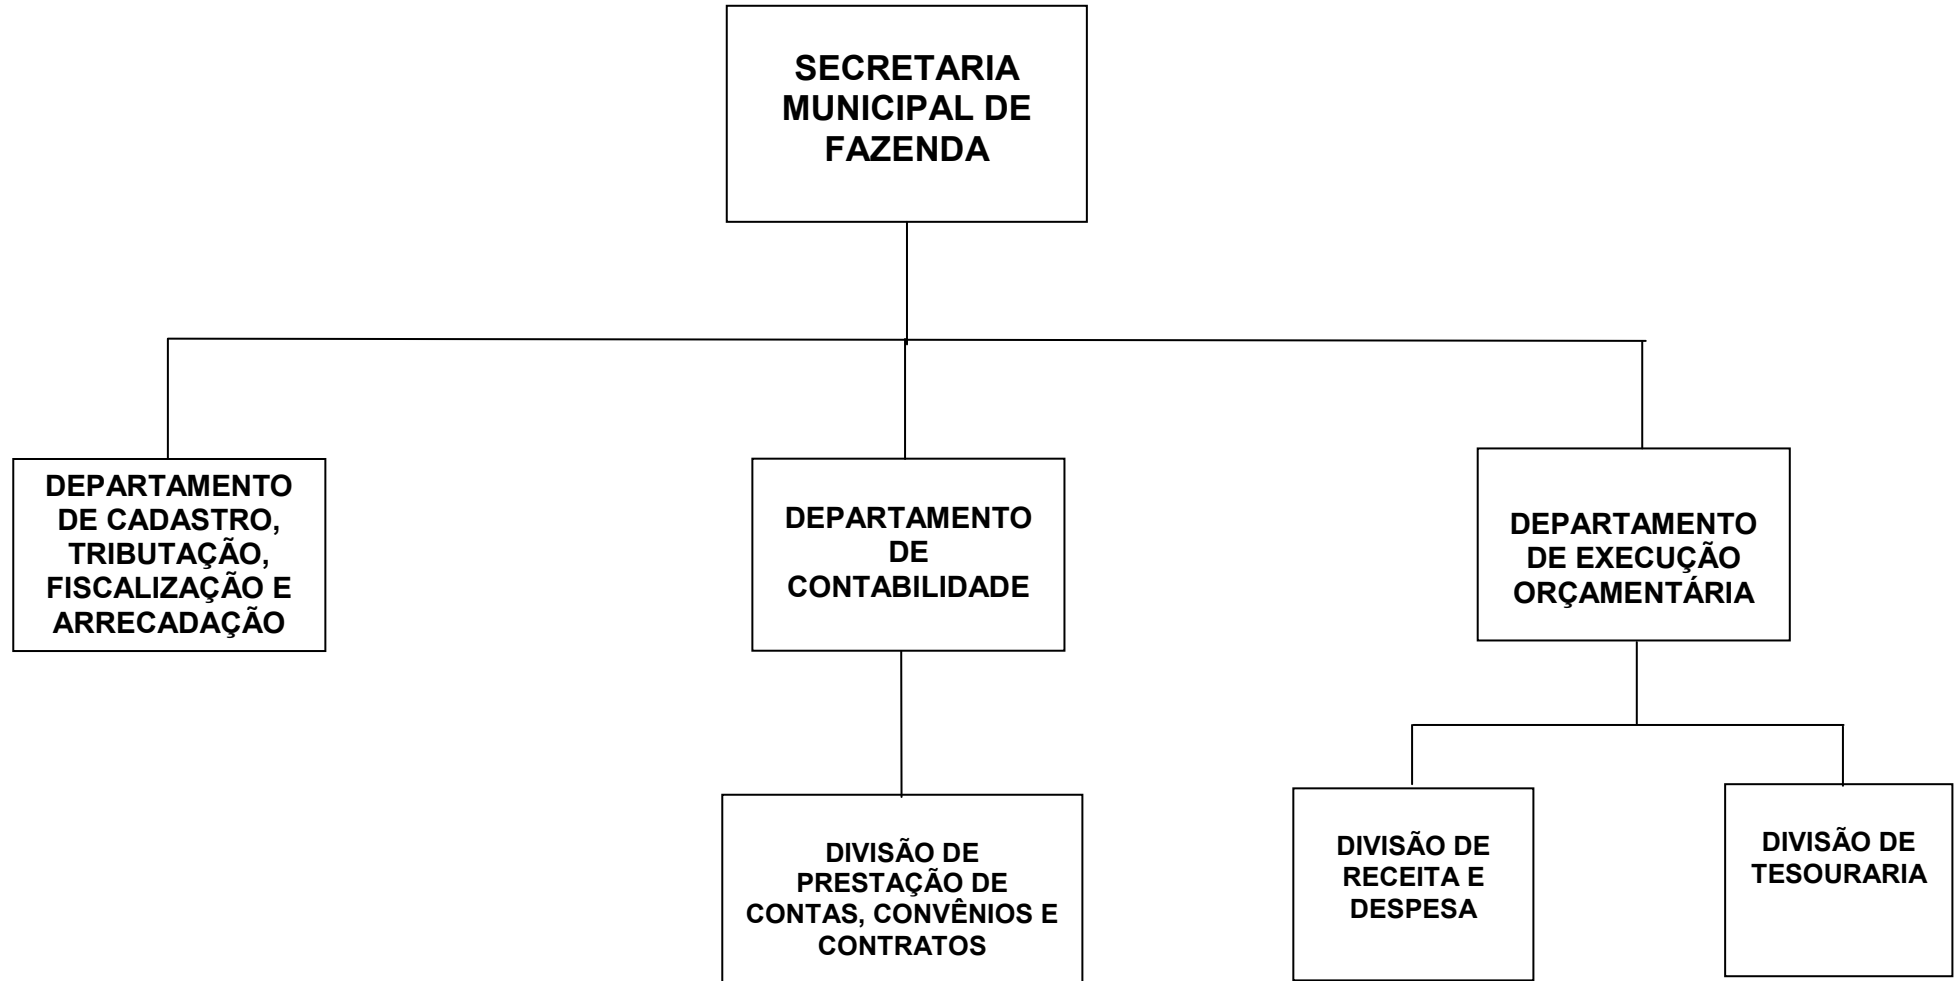 SECRETARIA
MUNICIPAL DE
FAZENDA
DEPARTAMENTO
DE CADASTRO,
TRIBUTAÇÃO,
FISCALIZAÇÃO E
ARRECADAÇÃO
DEPARTAMENTO
DE
CONTABILIDADE
DEPARTAMENTO
DE EXECUÇÃO
ORÇAMENTÁRIA
DIVISÃO DE
PRESTAÇÃO DE
CONTAS, CONVÊNIOS E
CONTRATOS
DIVISÃO DE
RECEITA E
DESPESA
DIVISÃO DE
TESOURARIA